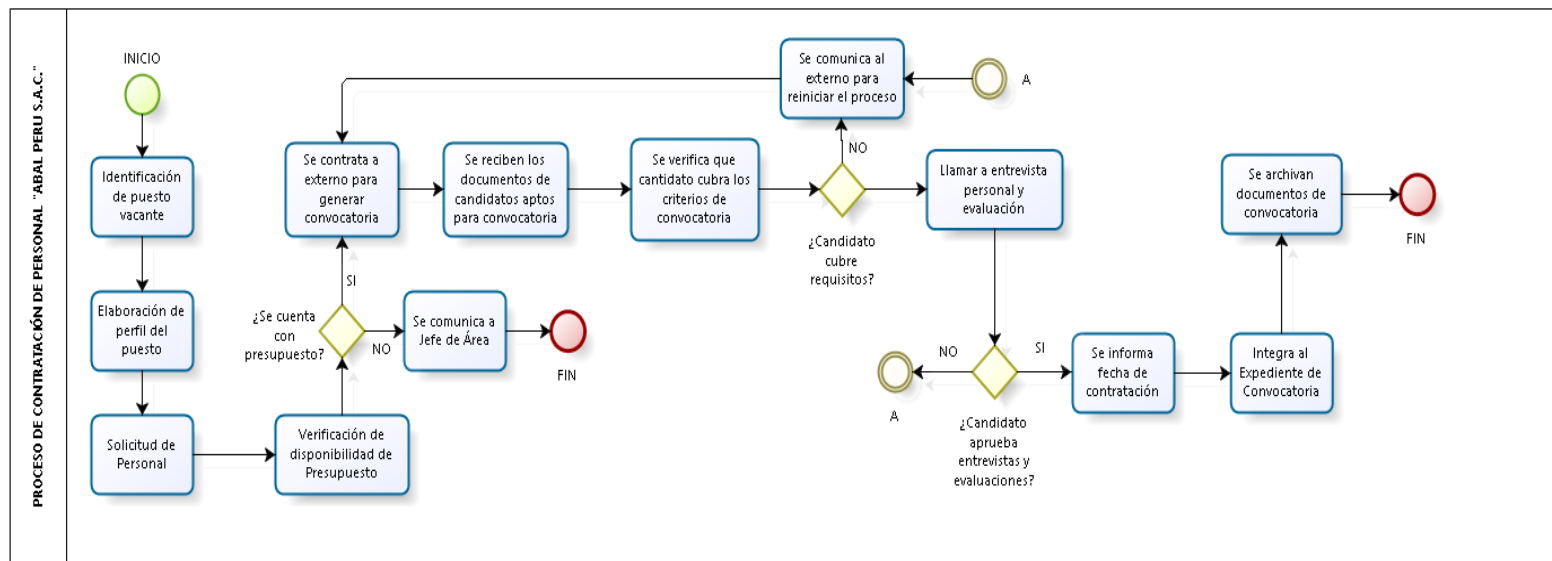 PROCESO DE CONTRATACIÓN DE PERSONAL "ABAL PERU S.A.C."
INICIO
Identificación
de puesto
vacante
Elaboración de
perfil del
puesto
Solicitud de
Personal
Verificación de
disponibilidad de
Presupuesto
¿Se cuenta
con
presupuesto?
SI
NO
Se comunica a
Jefe de Área
FIN
Se contrata a
externo para
generar
convocatoria
Se reciben los
documentos de
candidatos aptos
para convocatoria
Se verifica que
cantidato cubra los
criterios de
convocatoria
¿Candidato
cubre
requisitos?
NO
Se comunica al
externo para
reiniciar el proceso
A
Llamar a entrevista
personal y
evaluación
¿Candidato
aprueba
entrevistas y
evaluaciones?
NO
A
SI
Se informa
fecha de
contratación
Integra al
Expediente de
Convocatoria
Se archivan
documentos de
convocatoria
FIN